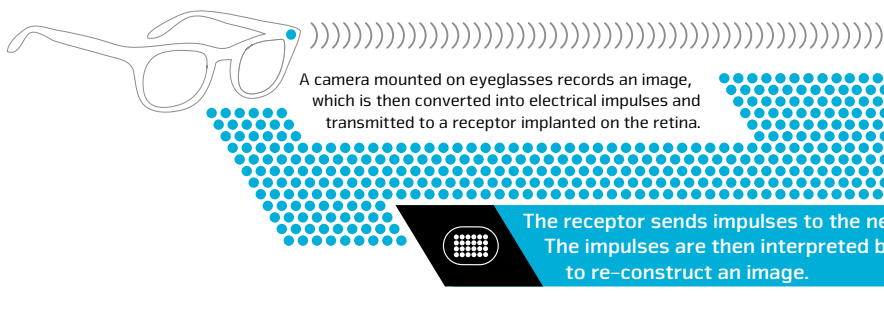 A camera mounted on eyeglasses records an image,
which is then converted into electrical impulses and
transmitted to a receptor implanted on the retina.
The receptor sends impulses to the
The impulses are then interpreted
to re-construct an image.